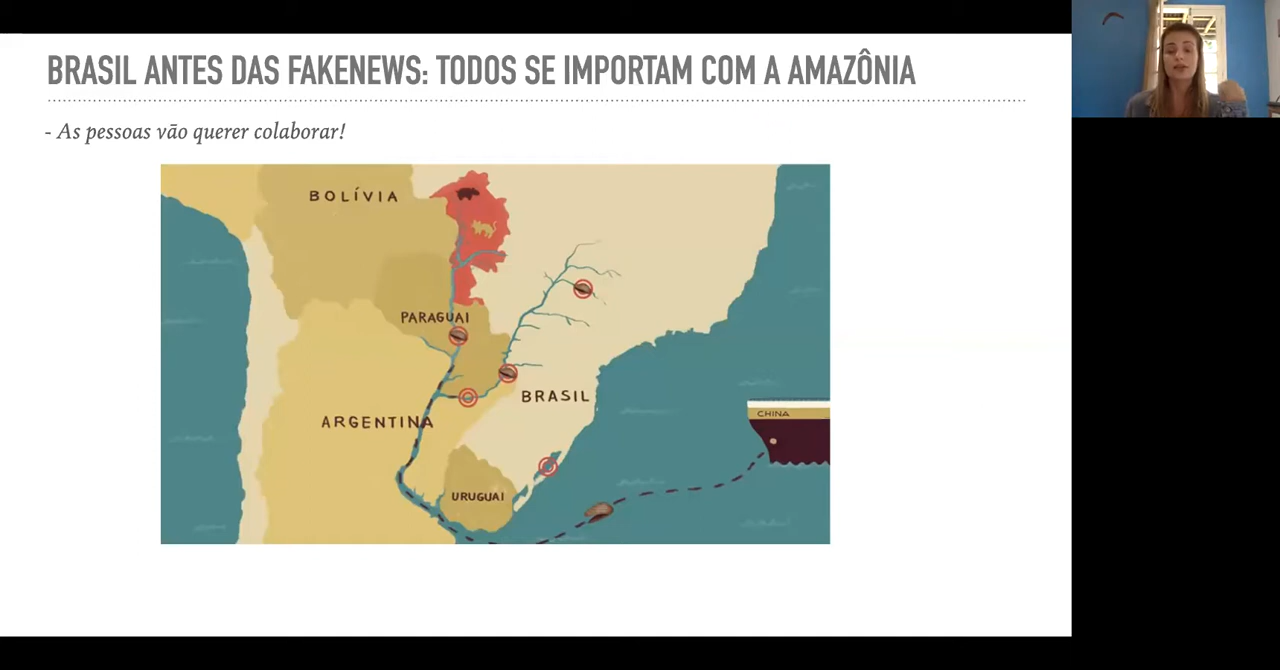 BRASIL ANTES DAS FAKENEWS: TODOS SE IMPORTAM COM A AMAZÔNIA
- As pessoas vão querer colaborar!
BOLÍVIA
PARAGUAI
BRASIL
CHINA
ARGENTINA
URUGUAI